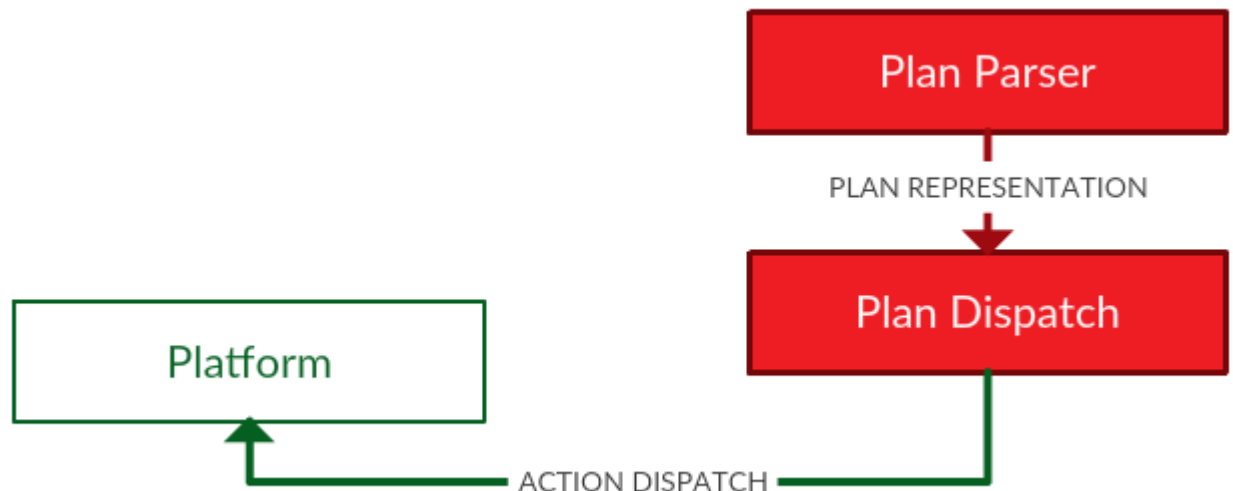 Plan Parser
PLAN REPRESENTATION
Plan Dispatch
Platform
ACTION DISPATCH